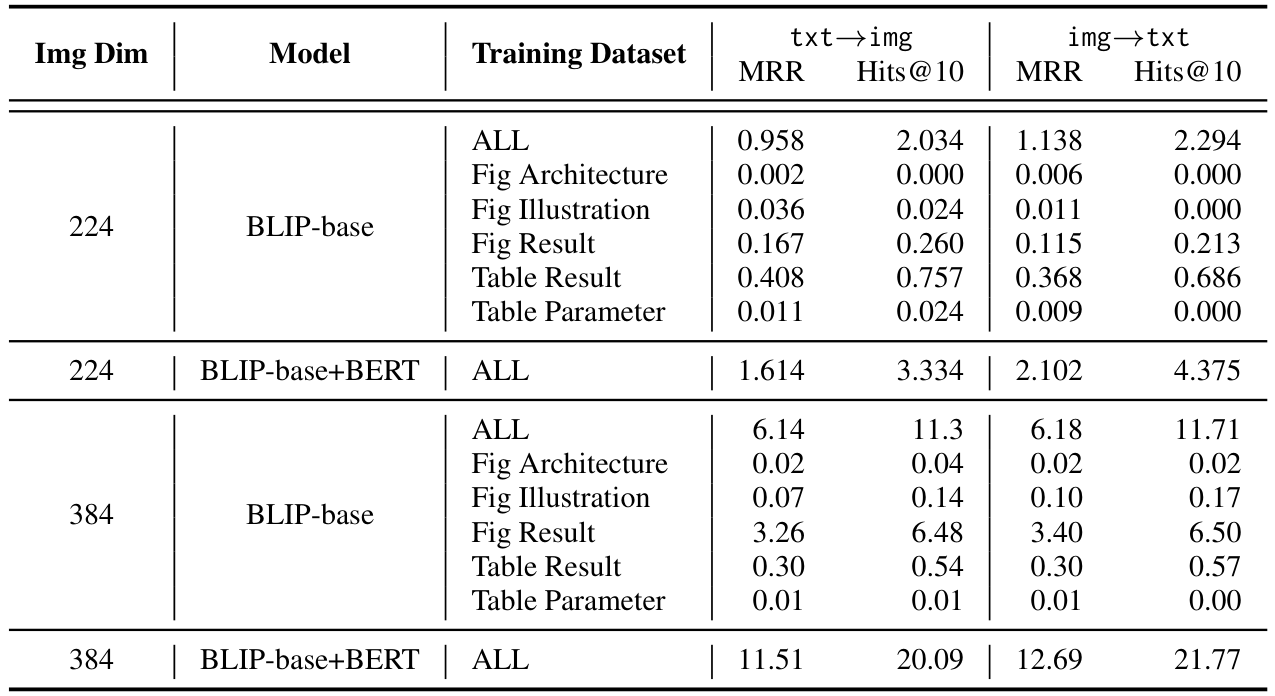 Img Dim Model Training Dataset txt→img img→txt
MRR Hits@10 MRR Hits@10
224 BLIP-base ALL 0.958 2.034 1.138 2.294
Fig Architecture 0.002 0.000 0.006 0.000
Fig Illustration 0.036 0.024 0.011 0.000
Fig Result 0.167 0.260 0.115 0.213
Table Result 0.408 0.757 0.368 0.686
Table Parameter 0.011 0.024 0.009 0.000
224 BLIP-base+BERT ALL 1.614 3.334 2.102 4.375
384 BLIP-base ALL 6.14 11.3 6.18 11.71
Fig Architecture 0.02 0.04 0.02 0.02
Fig Illustration 0.07 0.14 0.10 0.17
Fig Result 3.26 6.48 3.40 6.50
Table Result 0.30 0.54 0.30 0.57
Table Parameter 0.01 0.01 0.01 0.00
384 BLIP-base+BERT ALL 11.51 20.09 12.69 21.77